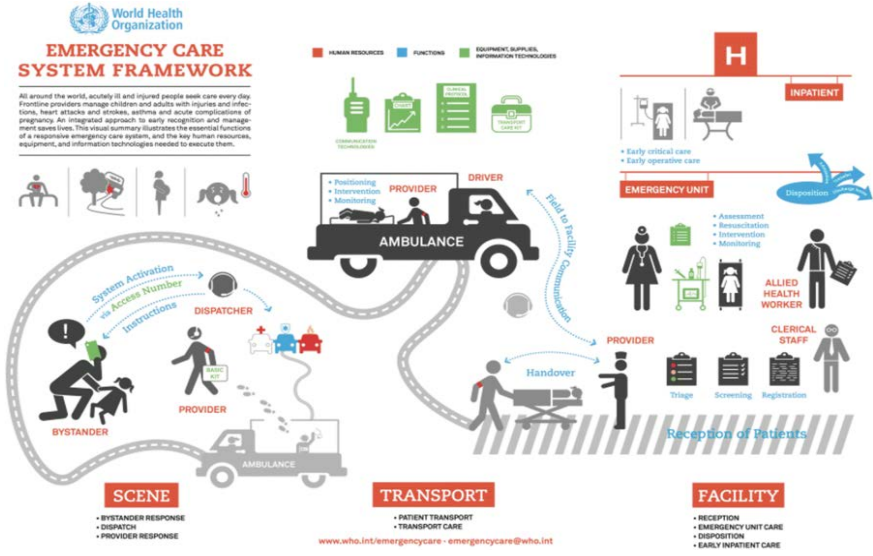 World Health
Organization
EMERGENCY CARE
SYSTEM FRAMEWORK
All around the world, acutely ill and injured people seek care every day.
Frontline providers manage children and adults with injuries and infec-
tions, heart attacks and strokes, asthma and acute complications of
pregnancy. An integrated approach to early recognition and manage-
ment saves lives. This visual summary illustrates the essential functions
of a responsive emergency care system, and the key human resources,
equipment, and information technologies needed to execute them.
HUMAN RESOURCES
FUNCTIONS
EQUIPMENT, SUPPLIES,
INFORMATION TECHNOLOGIES
COMMUNICATION
TECHNOLOGIES
CLINICAL
PROTOCOL
TRANSPORT
CARE KIT
H
INPATIENT
• Early critical care
• Early operative care
Disposition
EMERGENCY UNIT
• Assessment
• Resuscitation
• Intervention
• Monitoring
ALLIED
HEALTH
WORKER
CLERICAL
STAFF
• Positioning
• Intervention
• Monitoring
PROVIDER
DRIVER
AMBULANCE
Field to Facility Communication
System Activation
via Access Number
Instructions
DISPATCHER
!
BYSTANDER
BASIC
KIT
PROVIDER
AMBULANCE
Handover
PROVIDER
Triage
Screening
Registration
Reception of Patients
SCENE
• BYSTANDER RESPONSE
• DISPATCH
• PROVIDER RESPONSE
TRANSPORT
• PATIENT TRANSPORT
• TRANSPORT CARE
www.who.int/emergencycare - emergencycare@who.int
FACILITY
• RECEPTION
• EMERGENCY UNIT CARE
• DISPOSITION
• EARLY INPATIENT CARE